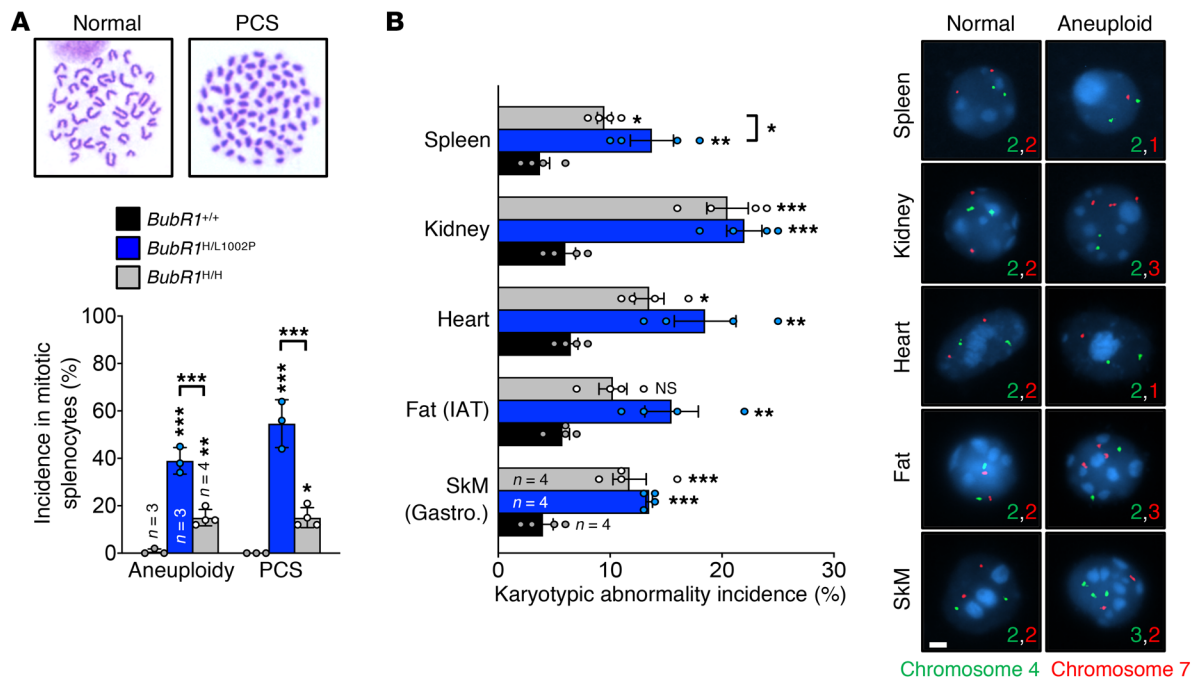 A
Normal
PCS
BubR1+/+
BubR1H/L1002P
BubR1H/H
Incidence in mitotic
splenocytes (%)
100
80
60
40
20
0
n = 3
***
n = 3
***
n = 4
**
***
***
*
Aneuploidy
PCS
B
Spleen
*
**
*
Kidney
***
***
Heart
*
**
Fat (IAT)
NS
**
SkM
(Gastro.)
n = 4
***
n = 4
***
n = 4
0
10
20
30
Karyotypic abnormality incidence (%)
Normal
Aneuploid
Spleen
2,2
2,1
Kidney
2,2
2,3
Heart
2,2
2,1
Fat
2,2
2,3
SkM
2,2
3,2
Chromosome 4
Chromosome 7